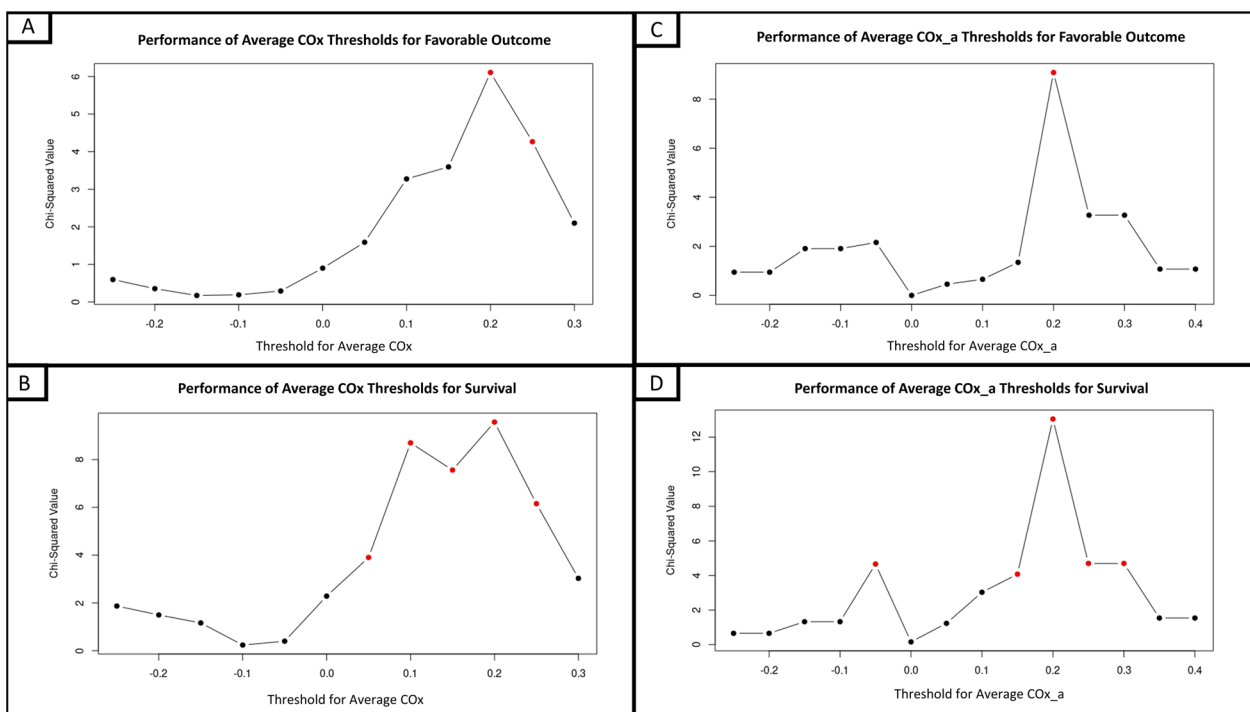 A
Performance of Average COx Thresholds for Favorable Outcome
Chi-Squared Value
6
5
4
3
2
1
0
-0.2 -0.1 0.0 0.1 0.2 0.3
Threshold for Average COx
C
Performance of Average COx_a Thresholds for Favorable Outcome
Chi-Squared Value
8
6
4
2
0
-0.2 -0.1 0.0 0.1 0.2 0.3 0.4
Threshold for Average COx_a
B
Performance of Average COx Thresholds for Survival
Chi-Squared Value
8
6
4
2
0
-0.2 -0.1 0.0 0.1 0.2 0.3
Threshold for Average COx
D
Performance of Average COx_a Thresholds for Survival
Chi-Squared Value
12
10
8
6
4
2
0
-0.2 -0.1 0.0 0.1 0.2 0.3 0.4
Threshold for Average COx_a